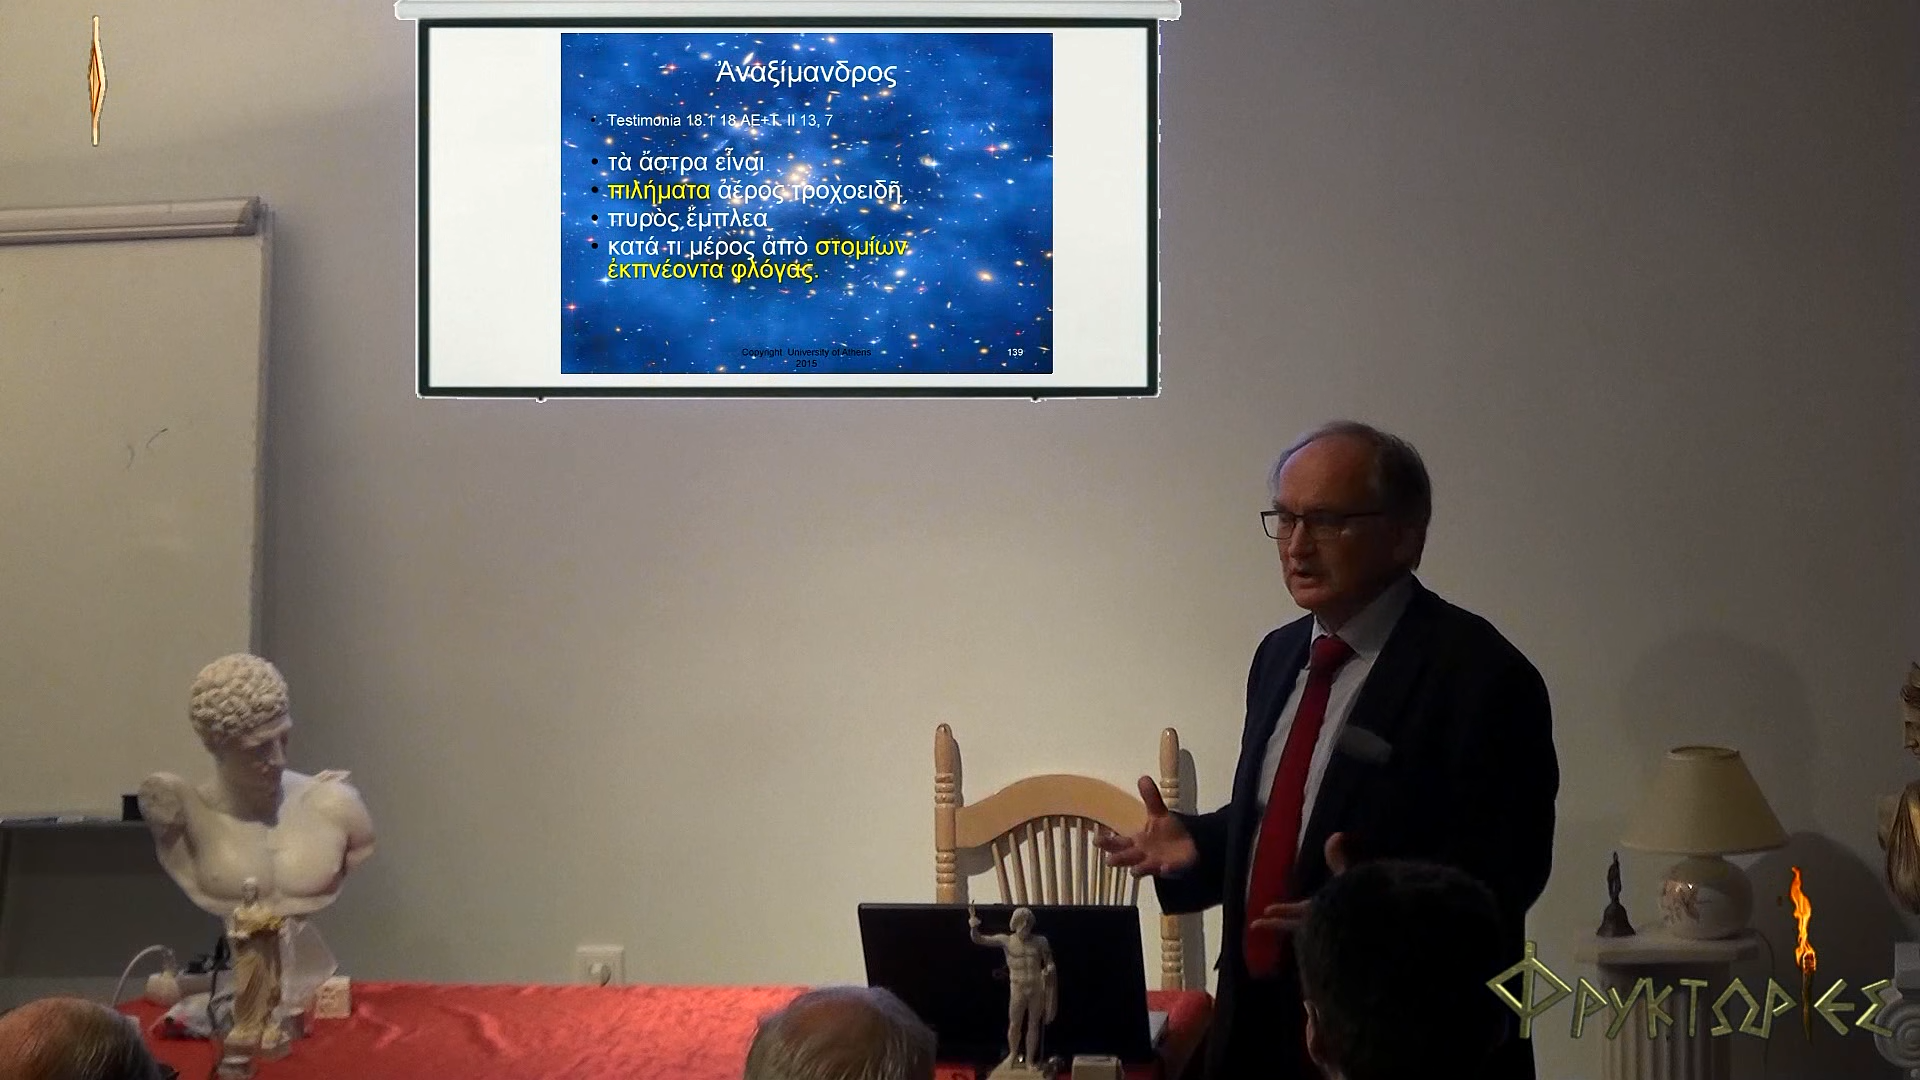 Ἀναξίμανδρος
• Testimonia 18.1 18 AE+T. II 13, 7
• τὰ ἄστρα εἶναι
• πιλήματα ἀέρος τροχοειδῆ,
• πυρὸς ἔμπλεα
• κατά τι μέρος ἀπὸ στομίων
ἐκπνέοντα φλόγας.
Copyright University of Athens
2015
139
ΦΡΥΚΤΩΡΙΕΣ